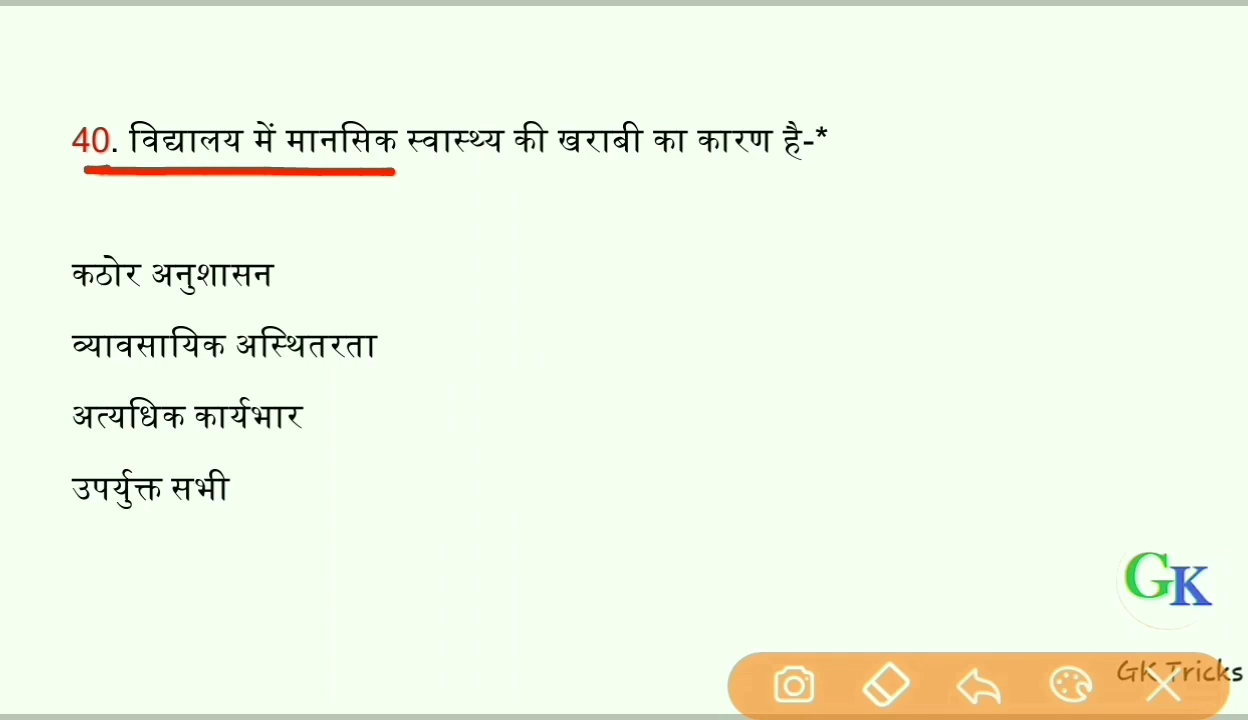 40. विद्यालय में मानसिक स्वास्थ्य की खराबी का कारण है-*
कठोर अनुशासन
व्यावसायिक अस्थितरता
अत्यधिक कार्यभार
उपर्युक्त सभी
GK
GK Tricks